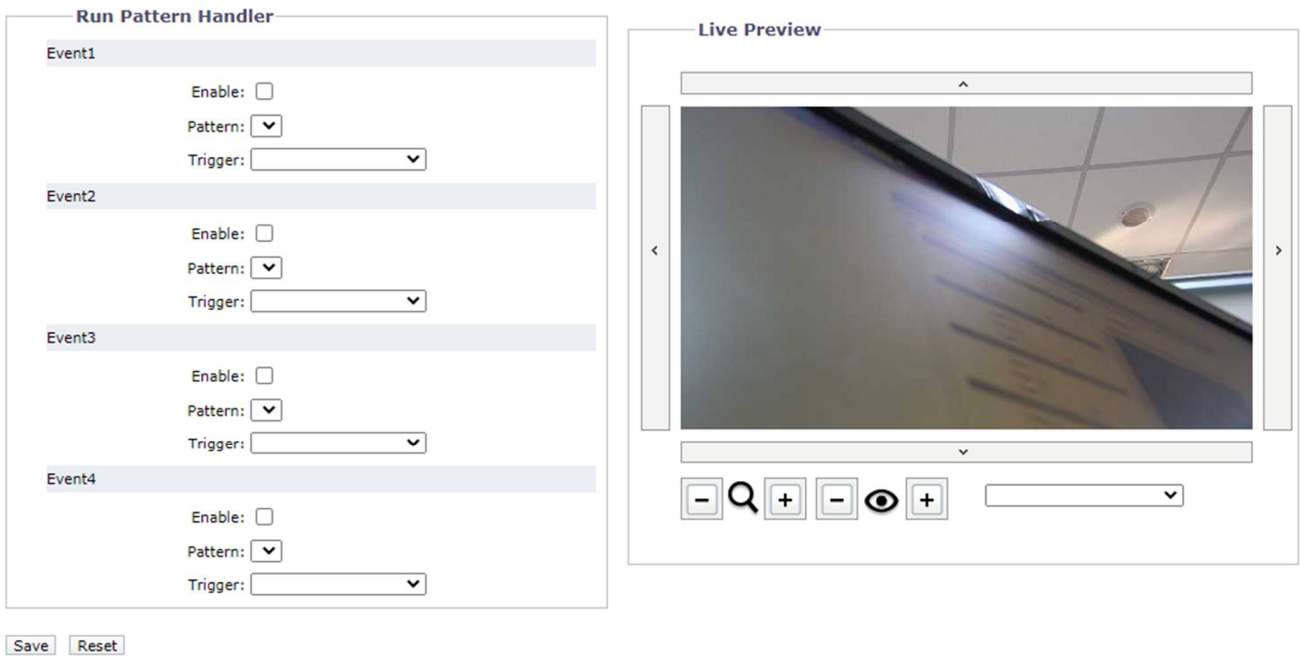 Run Pattern Handler
Event1
Enable:
Pattern:
Trigger:
Event2
Enable:
Pattern:
Trigger:
Event3
Enable:
Pattern:
Trigger:
Event4
Enable:
Pattern:
Trigger:
Save Reset
Live Preview